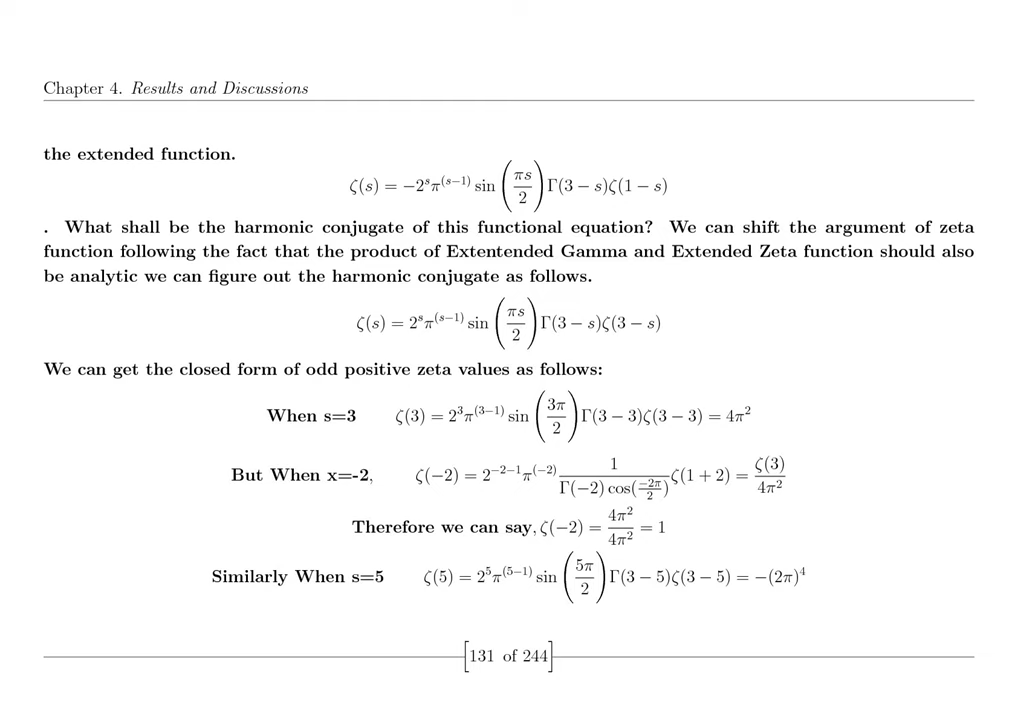 Chapter 4. Results and Discussions
the extended function.
ζ(s) = −2^s π^(s−1) sin(πs/2) Γ(3 − s)ζ(1 − s)
. What shall be the harmonic conjugate of this functional equation? We can shift the argument of zeta
function following the fact that the product of Extentended Gamma and Extended Zeta function should also
be analytic we can figure out the harmonic conjugate as follows.
ζ(s) = 2^s π^(s−1) sin(πs/2) Γ(3 − s)ζ(3 − s)
We can get the closed form of odd positive zeta values as follows:
When s=3 ζ(3) = 2^3 π^(3−1) sin(3π/2) Γ(3 − 3)ζ(3 − 3) = 4π^2
But When x=-2, ζ(−2) = 2^(−2−1) π^(−2) 1/(Γ(−2) cos(−2π/2)) ζ(1 + 2) = ζ(3)/4π^2
Therefore we can say, ζ(−2) = 4π^2/4π^2 = 1
Similarly When s=5 ζ(5) = 2^5 π^(5−1) sin(5π/2) Γ(3 − 5)ζ(3 − 5) = −(2π)^4
[131 of 244]